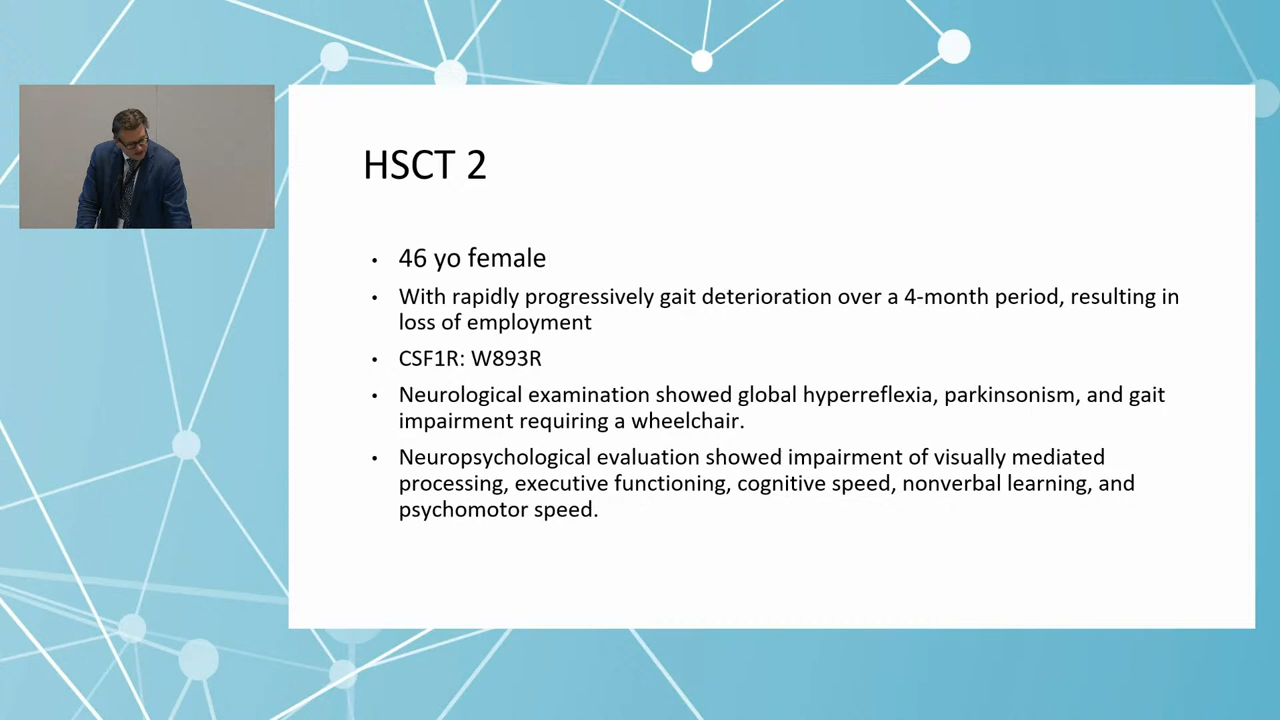 HSCT 2
• 46 yo female
• With rapidly progressively gait deterioration over a 4-month period, resulting in
loss of employment
• CSF1R: W893R
• Neurological examination showed global hyperreflexia, parkinsonism, and gait
impairment requiring a wheelchair.
• Neuropsychological evaluation showed impairment of visually mediated
processing, executive functioning, cognitive speed, nonverbal learning, and
psychomotor speed.